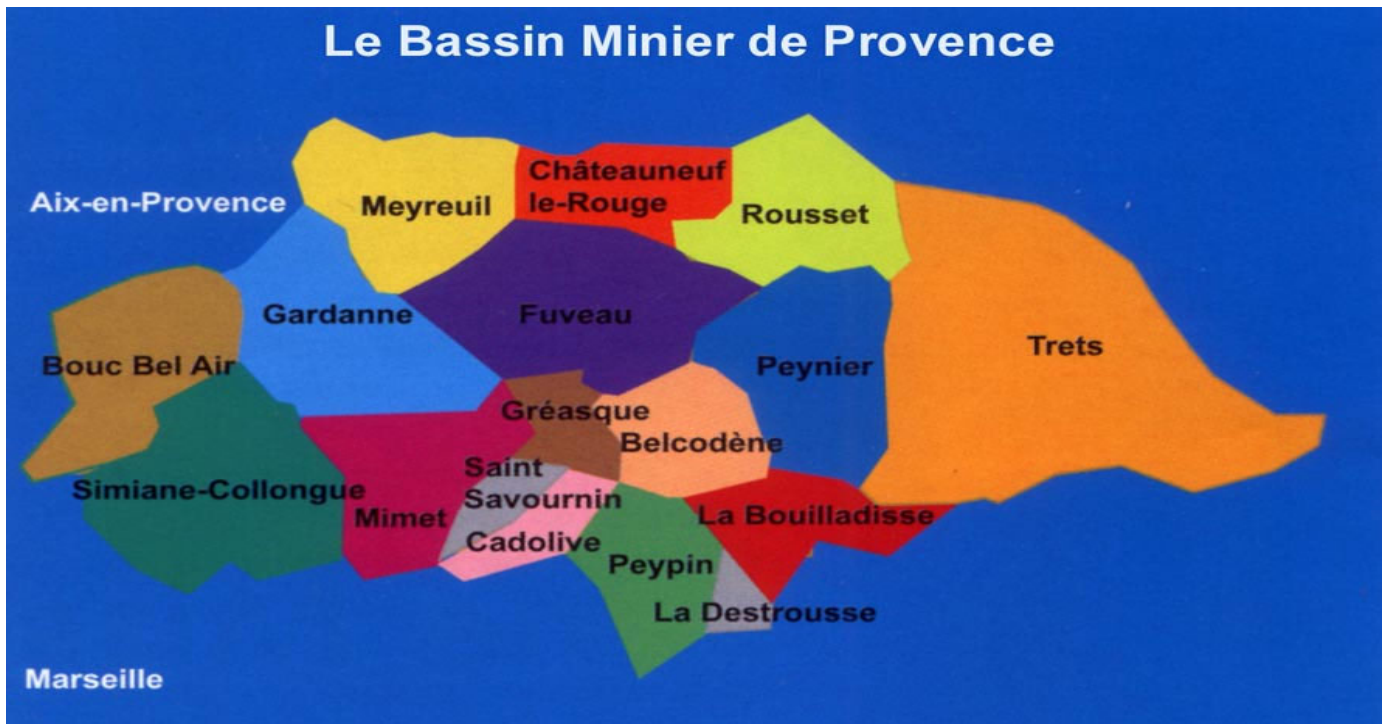 Le Bassin Minier de Provence
Châteauneuf
le-Rouge
Aix-en-Provence
Meyreuil
Rousset
Gardanne
Fuveau
Trets
Bouc Bel Air
Peynier
Gréasque
Belcodène
Saint
Savournin
Simiane-Collongue
Mimet
La Bouilladisse
Cadolive
Peypin
La Destrousse
Marseille